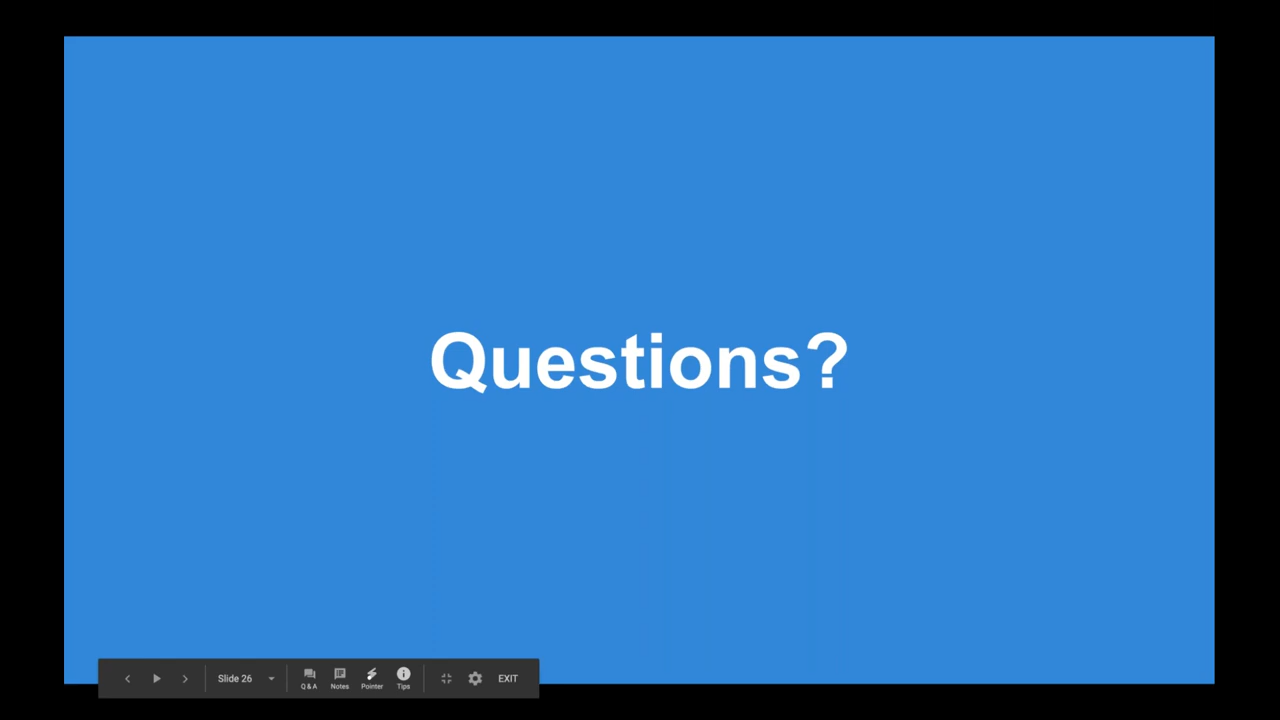 Questions?
Slide 26
Q & A
Notes
Pointer
Tips
EXIT